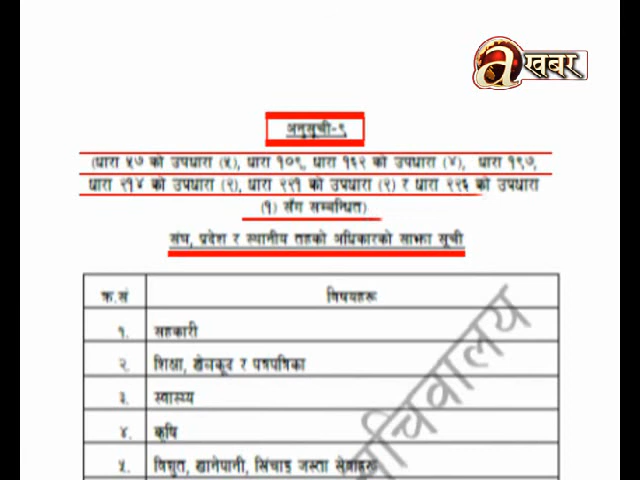 a खबर
अनुसूची-९
(धारा ५७ को उपधारा (५), धारा १०९, धारा १६२ को उपधारा (४), धारा १९७,
धारा २१४ को उपधारा (२), धारा २२१ को उपधारा (२) र धारा २२६ को उपधारा
(१) सँग सम्बन्धित)
संघ, प्रदेश र स्थानीय तहको अधिकारको साझा सूची
क्र.सं विषयहरू
१. सहकारी
२. शिक्षा, खेलकूद र पत्रपत्रिका
३. स्वास्थ्य
४. कृषि
५. विद्युत, खानेपानी, सिंचाइ जस्ता सेवाहरू